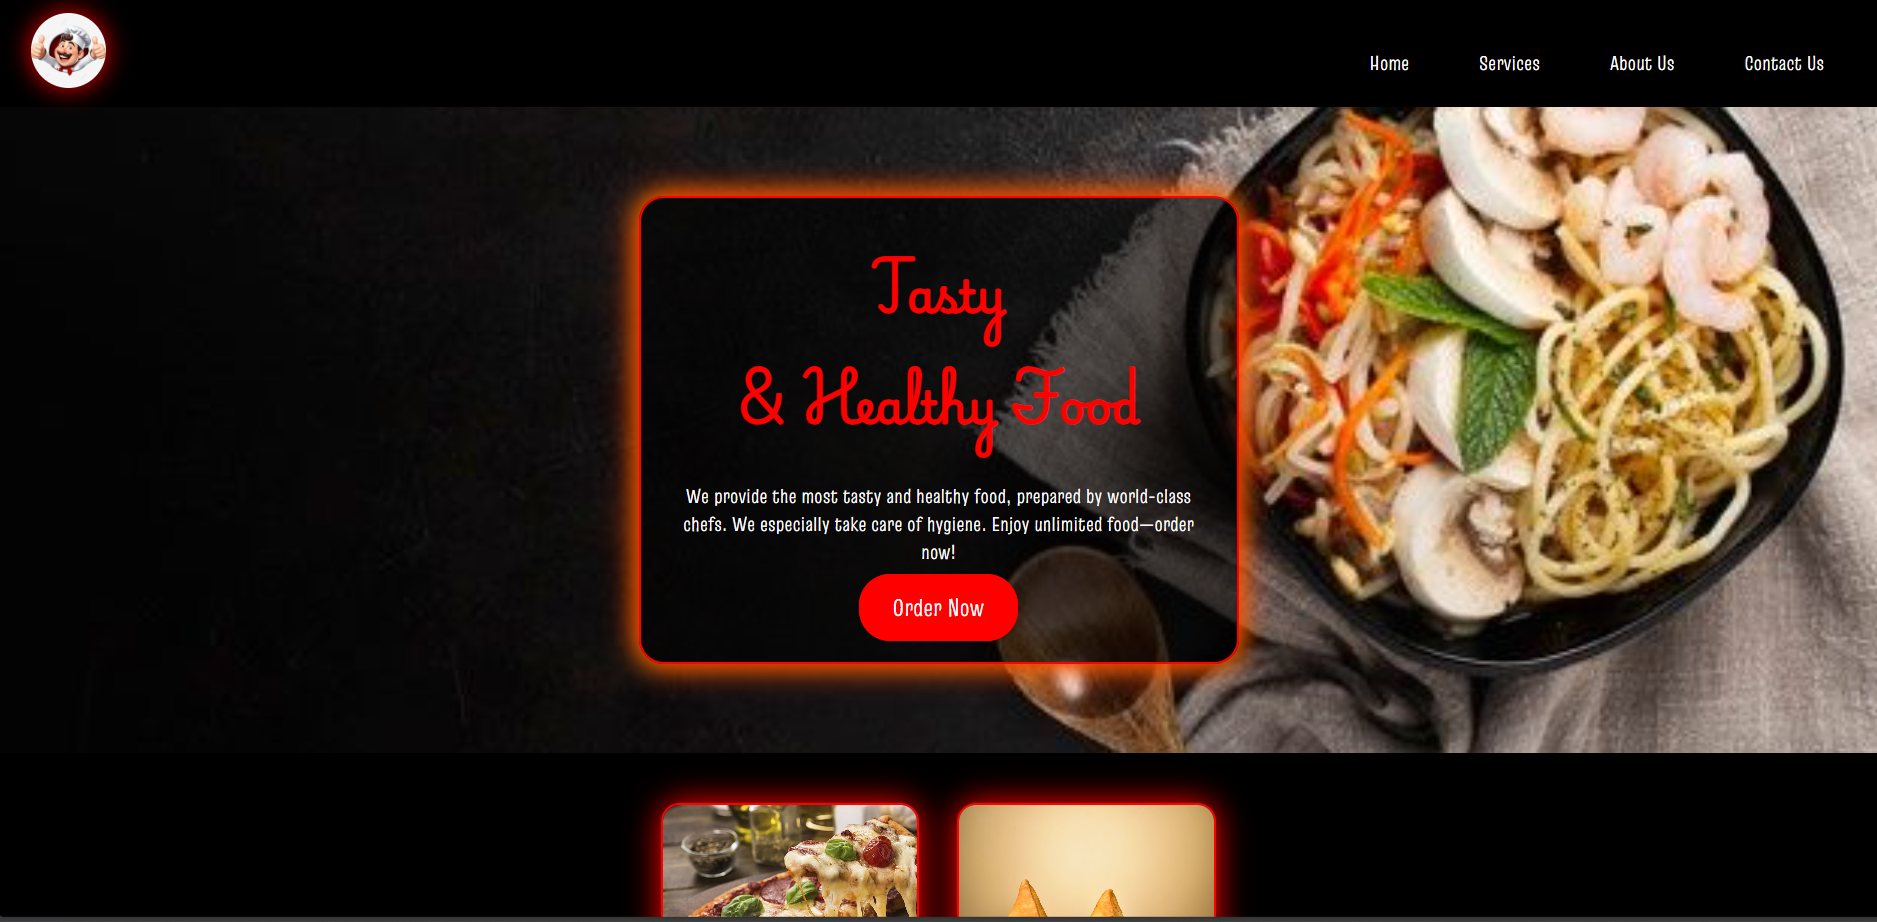 Home Services About Us Contact Us
Tasty
& Healthy Food
We provide the most tasty and healthy food, prepared by world-class
chefs. We especially take care of hygiene. Enjoy unlimited food—order
now!
Order Now